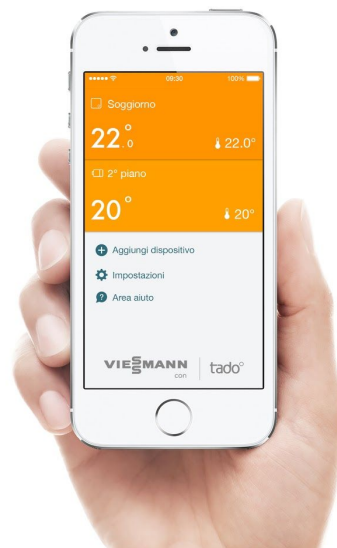 09:30
100%
Soggiorno
22.0°
22.0°
2° piano
20°
20°
Aggiungi dispositivo
Impostazioni
Area aiuto
VIESSMANN
con
tado°